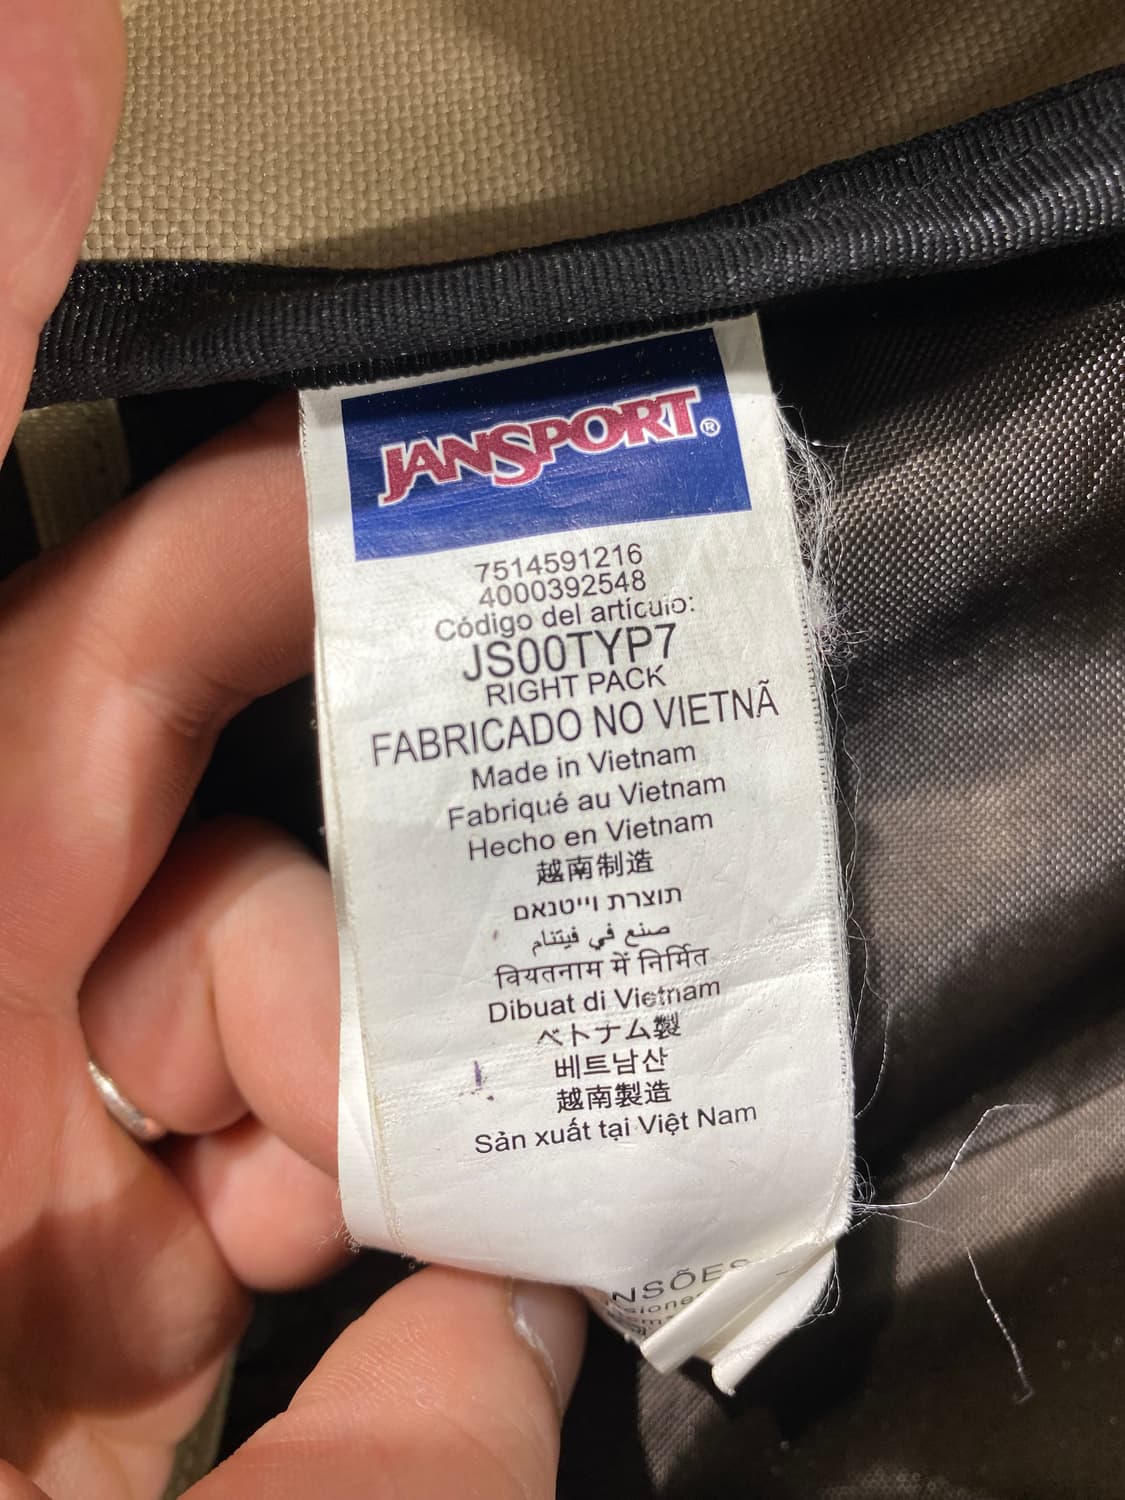 JANSPORT®
7514591216
4000392548
Código del artículo:
JS00TYP7
RIGHT PACK
FABRICADO NO VIETNÃ
Made in Vietnam
Fabriqué au Vietnam
Hecho en Vietnam
越南制造
תוצרת וייטנאם
صنع في فيتنام
वियतनाम में निर्मित
Dibuat di Vietnam
ベトナム製
베트남산
越南製造
Sản xuất tại Việt Nam